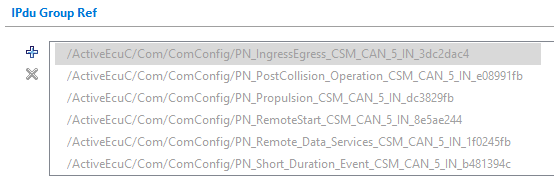 IPdu Group Ref
/ActiveEcuC/Com/ComConfig/PN_IngressEgress_CSM_CAN_5_IN_3dc2dac4
/ActiveEcuC/Com/ComConfig/PN_PostCollision_Operation_CSM_CAN_5_IN_e08991fb
/ActiveEcuC/Com/ComConfig/PN_Propulsion_CSM_CAN_5_IN_dc3829fb
/ActiveEcuC/Com/ComConfig/PN_RemoteStart_CSM_CAN_5_IN_8e5ae244
/ActiveEcuC/Com/ComConfig/PN_Remote_Data_Services_CSM_CAN_5_IN_1f0245fb
/ActiveEcuC/Com/ComConfig/PN_Short_Duration_Event_CSM_CAN_5_IN_b481394c